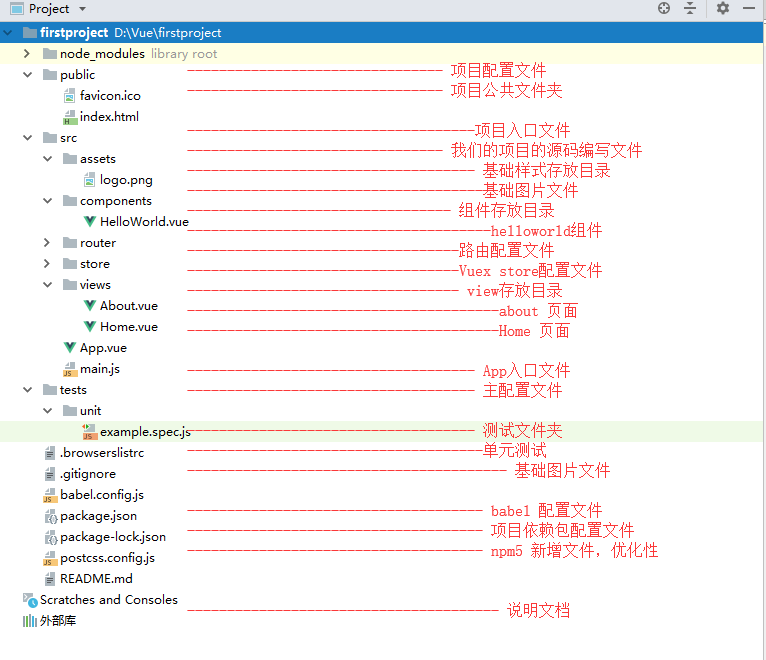 Project
firstproject D:\Vue\firstproject
node_modules library root
public ------------------------------ 项目配置文件
favicon.ico ------------------------------ 项目公共文件夹
index.html
src ----------------------------------项目入口文件
------------------------------ 我们的项目的源码编写文件
assets ---------------------------------- 基础样式存放目录
logo.png -----------------------------------基础图片文件
components ------------------------------- 组件存放目录
HelloWorld.vue ------------------------------------helloworld组件
router --------------------------------路由配置文件
store --------------------------------Vuex store配置文件
views -------------------------------- view存放目录
About.vue -------------------------------------about 页面
Home.vue -------------------------------------Home 页面
App.vue
main.js ---------------------------------- App入口文件
tests ---------------------------------- 主配置文件
unit
example.spec.js ---------------------------------- 测试文件夹
.browserslistrc -----------------------------------单元测试
.gitignore -------------------------------------- 基础图片文件
babel.config.js
package.json ----------------------------------- babel 配置文件
package-lock.json ----------------------------------- 项目依赖包配置文件
postcss.config.js ----------------------------------- npm5 新增文件，优化性
README.md
Scratches and Consoles
------------------------------------- 说明文档
外部库